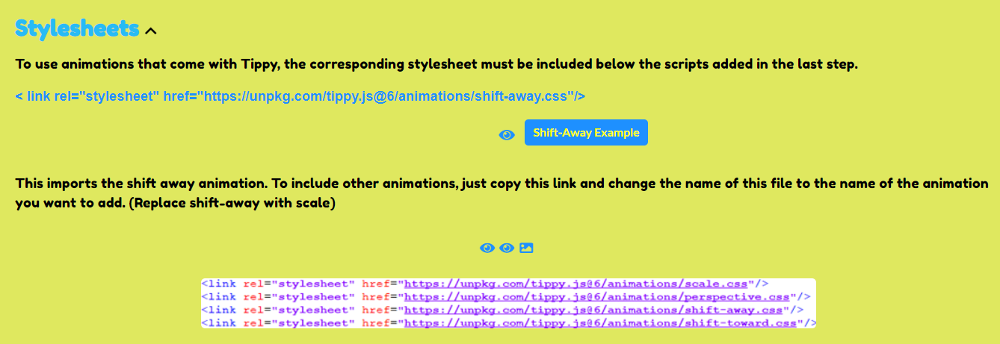 Stylesheets
To use animations that come with Tippy, the corresponding stylesheet must be included below the scripts added in the last step.
< link rel="stylesheet" href="https://unpkg.com/tippy.js@6/animations/shift-away.css"/>
Shift-Away Example
This imports the shift away animation. To include other animations, just copy this link and change the name of this file to the name of the animation
you want to add. (Replace shift-away with scale)
<link rel="stylesheet" href="https://unpkg.com/tippy.js@6/animations/scale.css"/>
<link rel="stylesheet" href="https://unpkg.com/tippy.js@6/animations/perspective.css"/>
<link rel="stylesheet" href="https://unpkg.com/tippy.js@6/animations/shift-away.css"/>
<link rel="stylesheet" href="https://unpkg.com/tippy.js@6/animations/shift-toward.css"/>